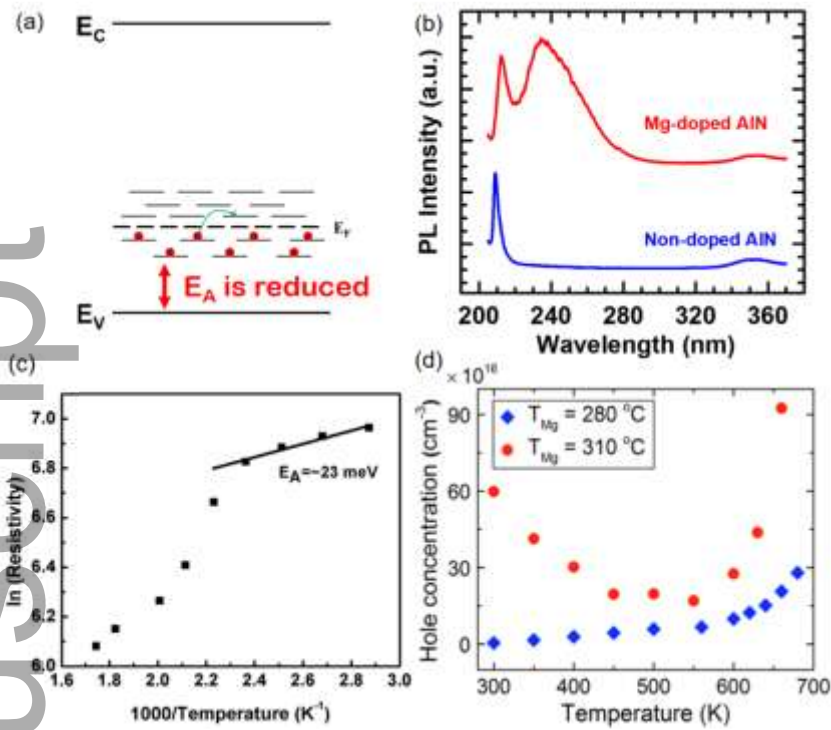 (a)
E_C
E_F
E_A is reduced
E_V
(b)
PL Intensity (a.u.)
Mg-doped AlN
Non-doped AlN
200 240 280 320 360
Wavelength (nm)
(c)
ln (Resistivity)
7.0
6.8
6.6
6.4
6.2
6.0
E_A=~23 meV
1.6 1.8 2.0 2.2 2.4 2.6 2.8 3.0
1000/Temperature (K⁻¹)
(d)
× 10¹⁶
Hole concentration (cm⁻³)
90
60
30
0
T_Mg = 280 °C
T_Mg = 310 °C
300 400 500 600 700
Temperature (K)